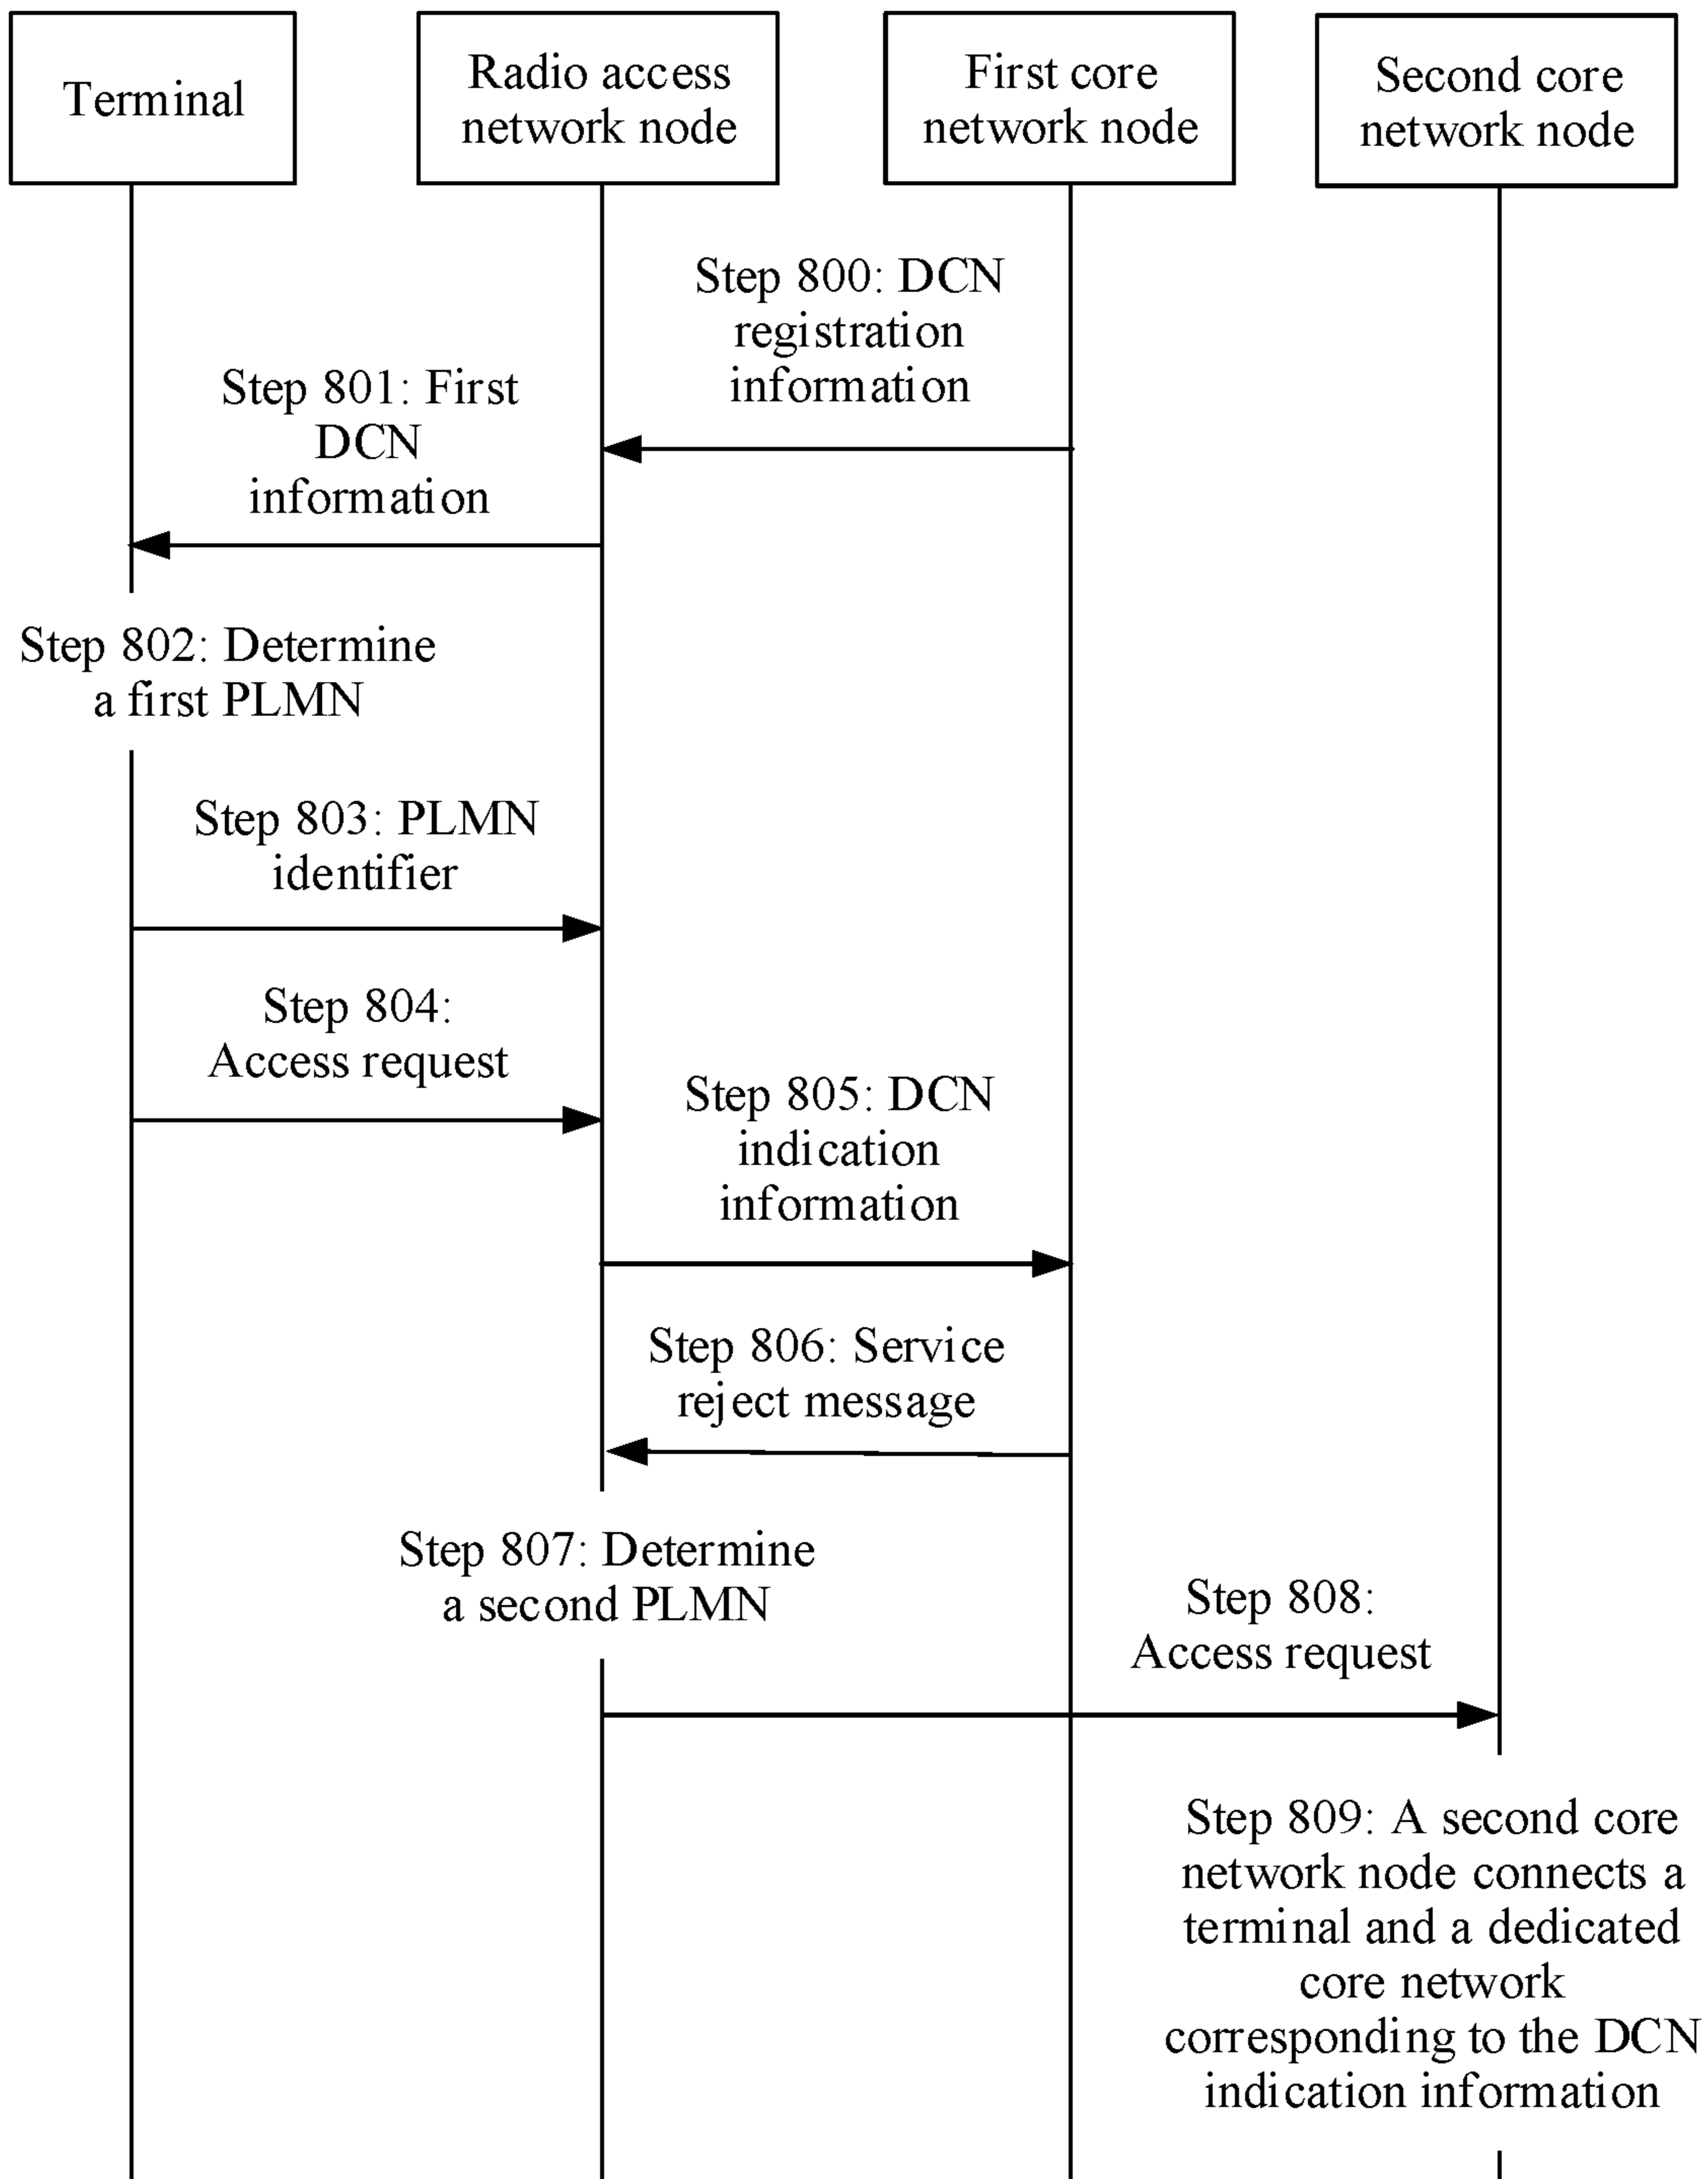 Terminal
Radio access
network node
First core
network node
Second core
network node
Step 800: DCN
registration
information
Step 801: First
DCN
information
Step 802: Determine
a first PLMN
Step 803: PLMN
identifier
Step 804:
Access request
Step 805: DCN
indication
information
Step 806: Service
reject message
Step 807: Determine
a second PLMN
Step 808:
Access request
Step 809: A second core
network node connects a
terminal and a dedicated
core network
corresponding to the DCN
indication information